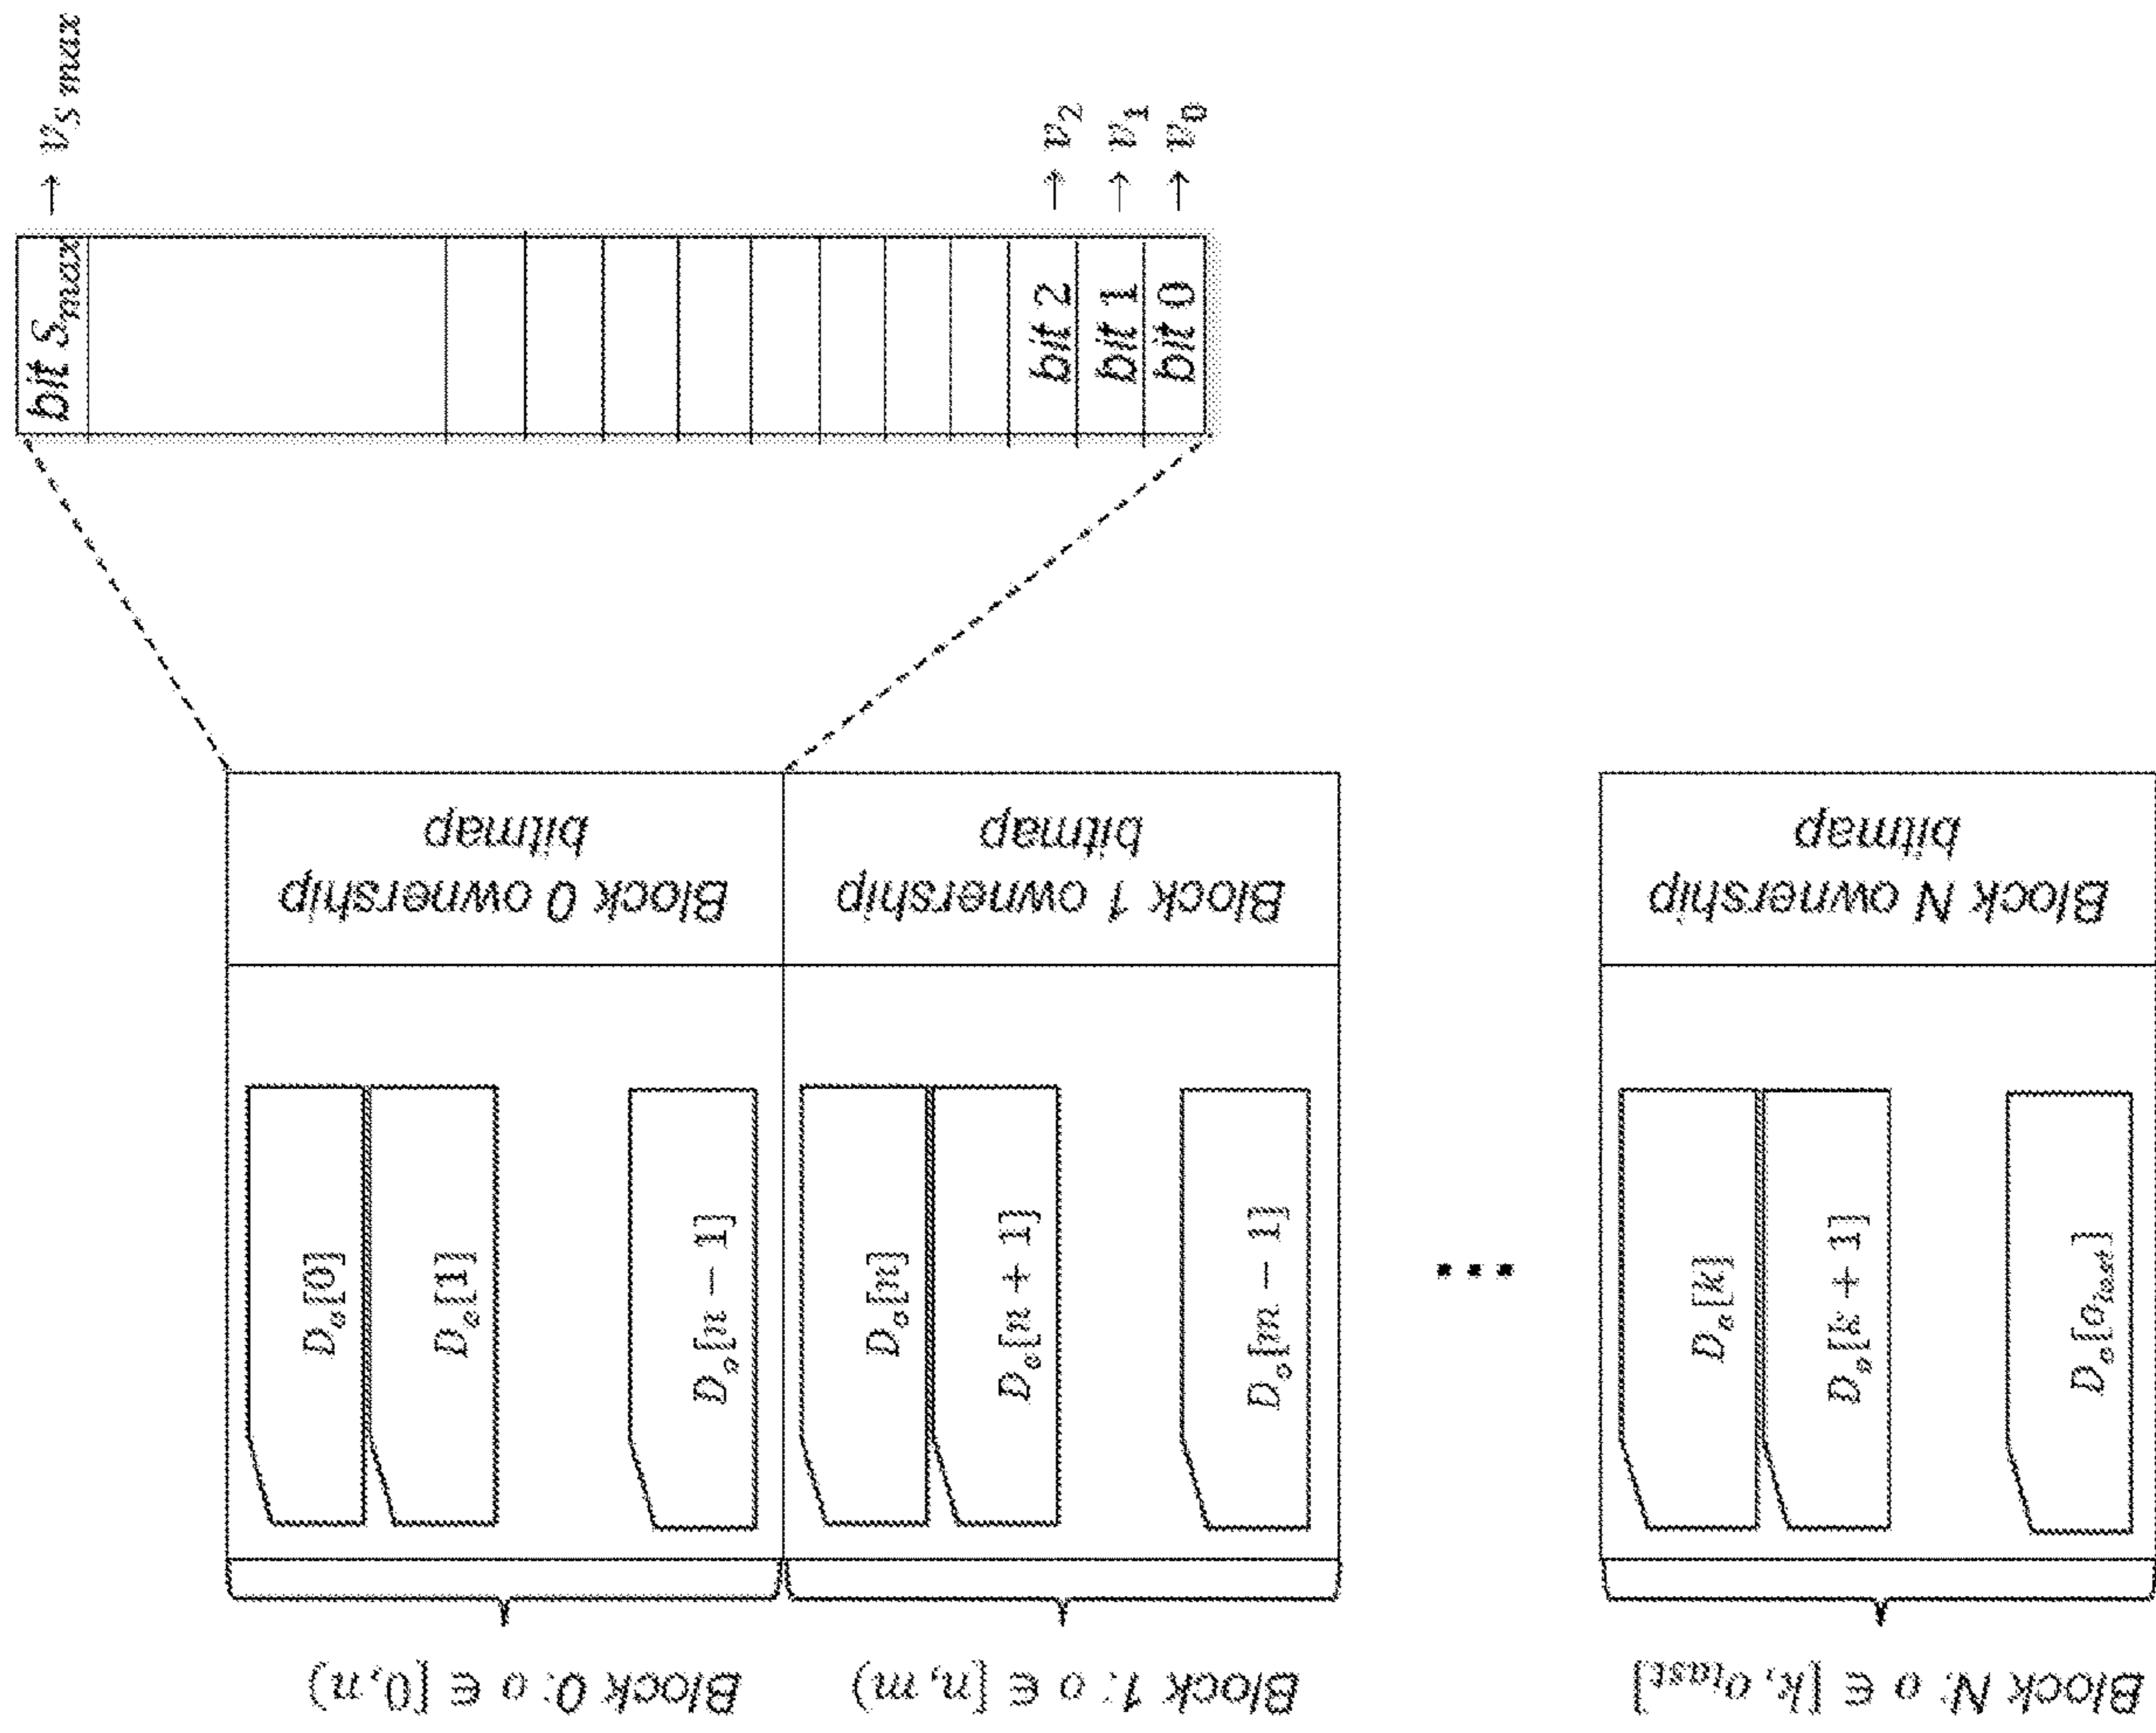 bit S_max → v_S max
bit 2 → v_2
bit 1 → v_1
bit 0 → v_0
Block 0 ownership
bitmap
Block 1 ownership
bitmap
Block N ownership
bitmap
D_o[0]
D_o[1]
D_o[n − 1]
D_o[n]
D_o[n + 1]
D_o[m − 1]
...
D_o[k]
D_o[k + 1]
D_o[o_last]
Block 0: o ∈ [0, n)
Block 1: o ∈ [n, m)
Block N: o ∈ [k, o_last]